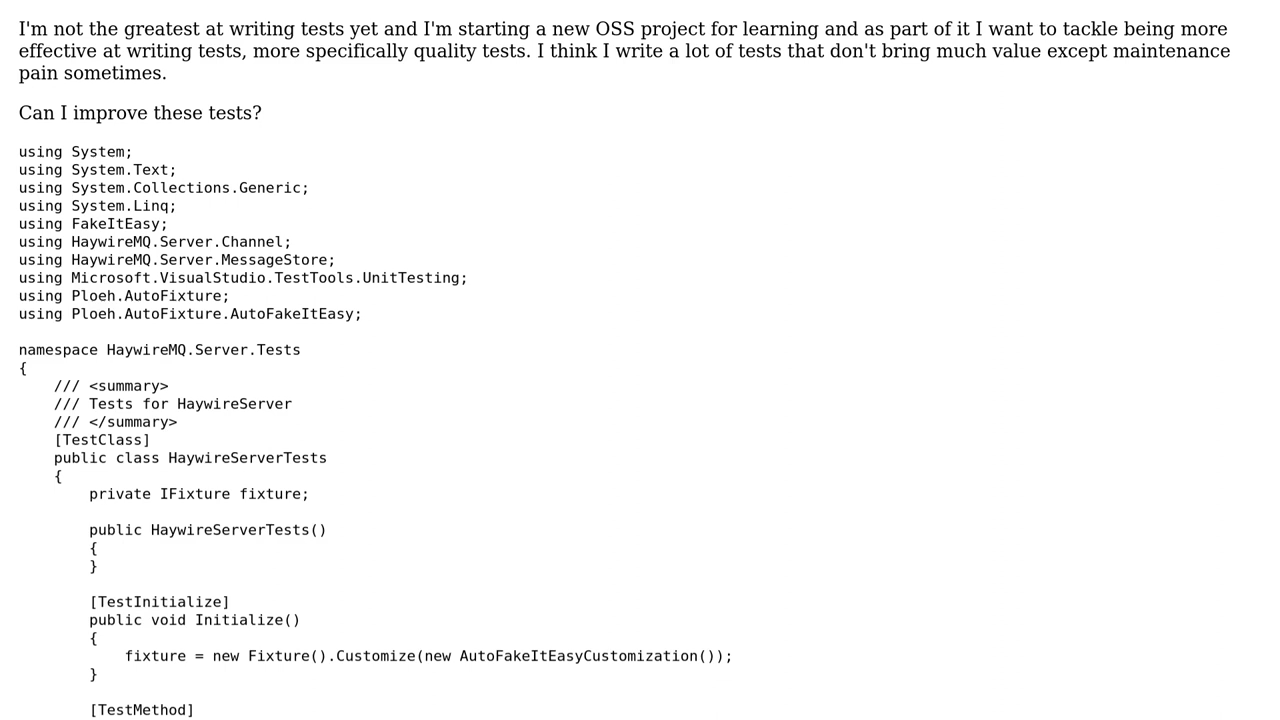 I'm not the greatest at writing tests yet and I'm starting a new OSS project for learning and as part of it I want to tackle being more
effective at writing tests, more specifically quality tests. I think I write a lot of tests that don't bring much value except maintenance
pain sometimes.
Can I improve these tests?
using System;
using System.Text;
using System.Collections.Generic;
using System.Linq;
using FakeItEasy;
using HaywireMQ.Server.Channel;
using HaywireMQ.Server.MessageStore;
using Microsoft.VisualStudio.TestTools.UnitTesting;
using Ploeh.AutoFixture;
using Ploeh.AutoFixture.AutoFakeItEasy;
namespace HaywireMQ.Server.Tests
{
    /// <summary>
    /// Tests for HaywireServer
    /// </summary>
    [TestClass]
    public class HaywireServerTests
    {
        private IFixture fixture;
        public HaywireServerTests()
        {
        }
        [TestInitialize]
        public void Initialize()
        {
            fixture = new Fixture().Customize(new AutoFakeItEasyCustomization());
        }
        [TestMethod]